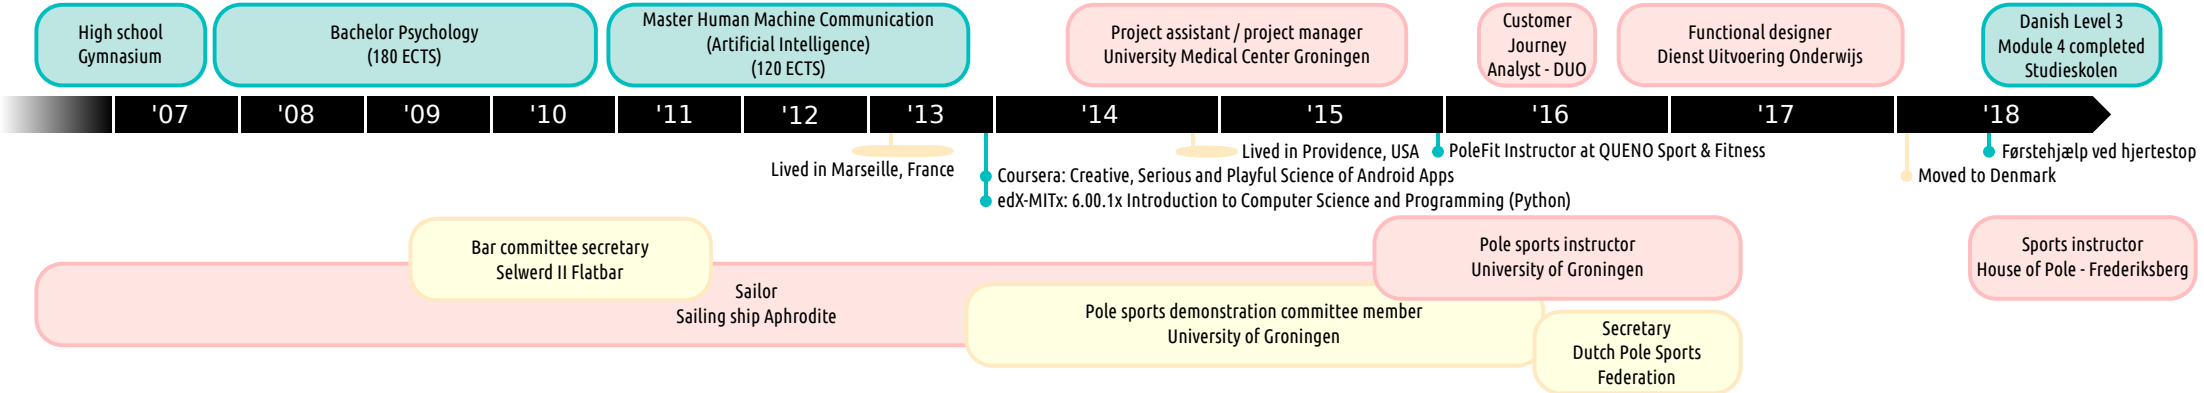 High school
Gymnasium
Bachelor Psychology
(180 ECTS)
Master Human Machine Communication
(Artificial Intelligence)
(120 ECTS)
Project assistant / project manager
University Medical Center Groningen
Customer
Journey
Analyst - DUO
Functional designer
Dienst Uitvoering Onderwijs
Danish Level 3
Module 4 completed
Studieskolen
'07 '08 '09 '10 '11 '12 '13 '14 '15 '16 '17 '18
Lived in Marseille, France
Lived in Providence, USA
PoleFit Instructor at QUENO Sport & Fitness
Førstehjælp ved hjertestop
Coursera: Creative, Serious and Playful Science of Android Apps
Moved to Denmark
edX-MITx: 6.00.1x Introduction to Computer Science and Programming (Python)
Bar committee secretary
Selwerd II Flatbar
Pole sports instructor
University of Groningen
Sports instructor
House of Pole - Frederiksberg
Sailor
Sailing ship Aphrodite
Pole sports demonstration committee member
University of Groningen
Secretary
Dutch Pole Sports
Federation